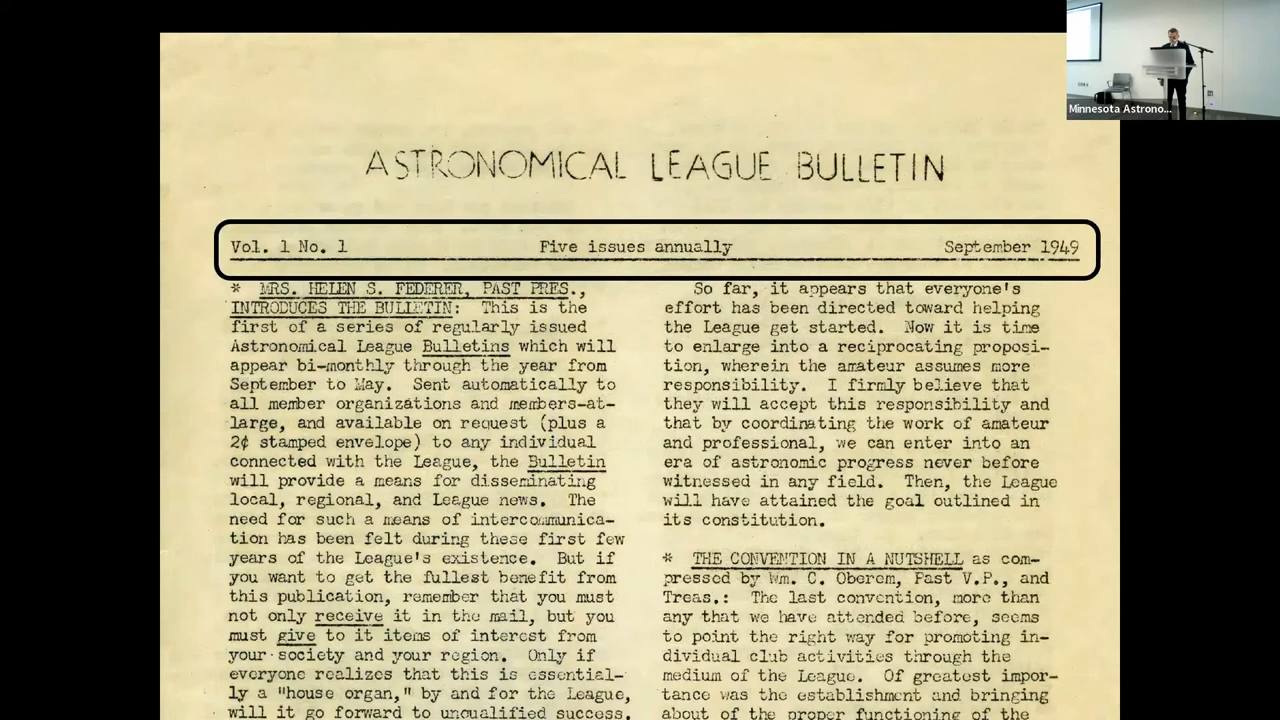 Minnesota Astrono...
ASTRONOMICAL LEAGUE BULLETIN
Vol. 1 No. 1 Five issues annually September 1949
* MRS. HELEN S. FEDERER, PAST PRES.,
INTRODUCES THE BULLETIN: This is the
first of a series of regularly issued
Astronomical League Bulletins which will
appear bi-monthly through the year from
September to May. Sent automatically to
all member organizations and members-at-
large, and available on request (plus a
2¢ stamped envelope) to any individual
connected with the League, the Bulletin
will provide a means for disseminating
local, regional, and League news. The
need for such a means of intercommunica-
tion has been felt during these first few
years of the League's existence. But if
you want to get the fullest benefit from
this publication, remember that you must
not only receive it in the mail, but you
must give to it items of interest from
your society and your region. Only if
everyone realizes that this is essential-
ly a "house organ," by and for the League,
will it go forward to unqualified success.
So far, it appears that everyone's
effort has been directed toward helping
the League get started. Now it is time
to enlarge into a reciprocating proposi-
tion, wherein the amateur assumes more
responsibility. I firmly believe that
they will accept this responsibility and
that by coordinating the work of amateur
and professional, we can enter into an
era of astronomic progress never before
witnessed in any field. Then, the League
will have attained the goal outlined in
its constitution.
* THE CONVENTION IN A NUTSHELL as com-
pressed by Wm. C. Oberem, Past V.P., and
Treas.: The last convention, more than
any that we have attended before, seems
to point the right way for promoting in-
dividual club activities through the
medium of the League. Of greatest impor-
tance was the establishment and bringing
about of the proper functioning of the